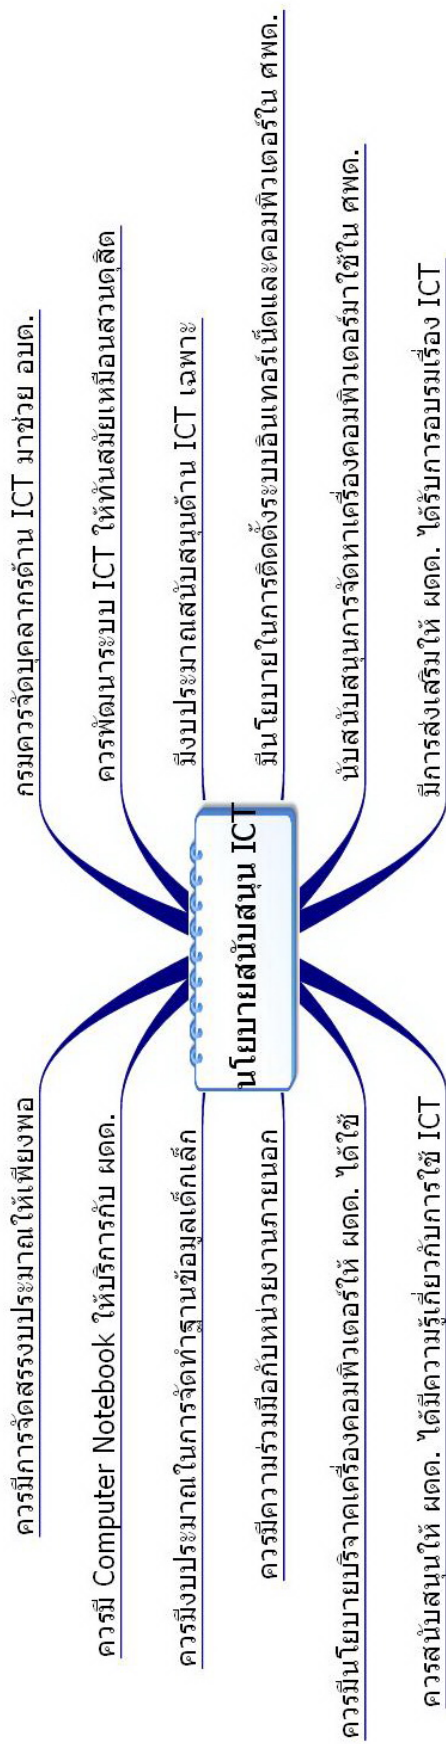 นโยบายสนับสนุน ICT
กรมควรจัดบุคลากรด้าน ICT มาช่วย อบต.
ควรพัฒนาระบบ ICT ให้ทันสมัยเหมือนสวนดุสิต
มีงบประมาณสนับสนุนด้าน ICT เฉพาะ
มีนโยบายในการติดตั้งระบบอินเทอร์เน็ตและคอมพิวเตอร์ใน ศพด.
นับสนับสนุนการจัดหาเครื่องคอมพิวเตอร์มาใช้ใน ศพด.
มีการส่งเสริมให้ ผดด. ได้รับการอบรมเรื่อง ICT
ควรมีการจัดสรรงบประมาณให้เพียงพอ
ควรมี Computer Notebook ให้บริการกับ ผดด.
ควรมีงบประมาณในการจัดทำฐานข้อมูลเด็กเล็ก
ควรมีความร่วมมือกับหน่วยงานภายนอก
ควรมีนโยบายบริจาคเครื่องคอมพิวเตอร์ให้ ผดด. ได้ใช้
ควรสนับสนุนให้ ผดด. ได้มีความรู้เกี่ยวกับการใช้ ICT